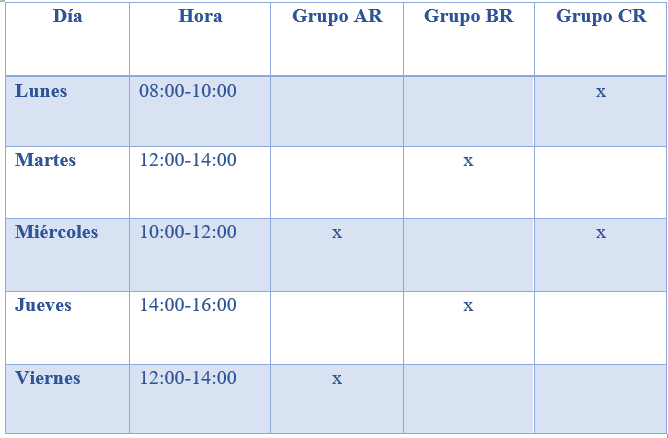 Día Hora Grupo AR Grupo BR Grupo CR
Lunes 08:00-10:00 x
Martes 12:00-14:00 x
Miércoles 10:00-12:00 x x
Jueves 14:00-16:00 x
Viernes 12:00-14:00 x